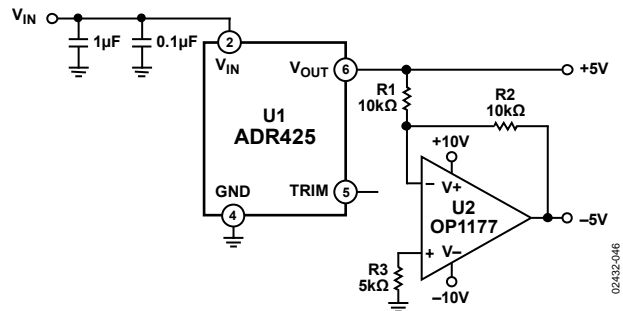 VIN
1µF
0.1µF
2
VIN
VOUT
6
U1
ADR425
GND
4
TRIM
5
R1
10kΩ
R2
10kΩ
+5V
+10V
–
V+
U2
OP1177
+
V–
–10V
R3
5kΩ
–5V
02432-046